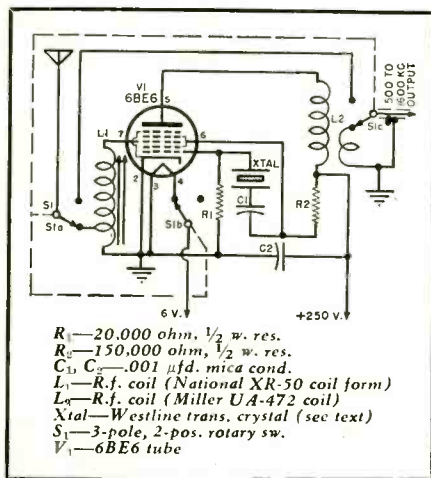 V1
6BE6
5
L1
7
6
2
3
4
S1
S1a
S1b
R1
XTAL
C1
C2
R2
L2
S1c
500 TO
1600 KC
OUTPUT
6 V.
+250 V.
R1—20,000 ohm, 1/2 w. res.
R2—150,000 ohm, 1/2 w. res.
C1, C2—.001 μfd. mica cond.
L1—R.f. coil (National XR-50 coil form)
L2—R.f. coil (Miller UA-472 coil)
Xtal—Westline trans. crystal (see text)
S1—3-pole, 2-pos. rotary sw.
V1—6BE6 tube